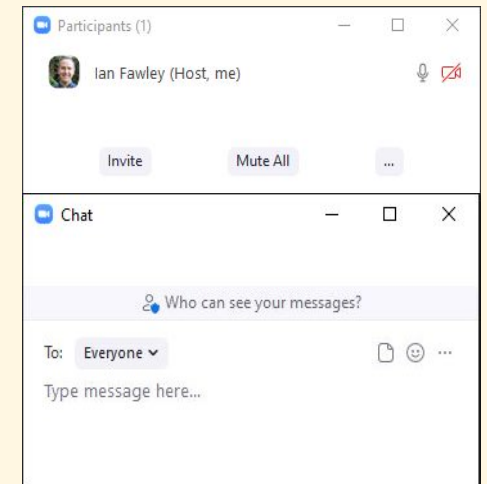 Participants (1)
Ian Fawley (Host, me)
Invite Mute All ...
Chat
Who can see your messages?
To: Everyone
Type message here...